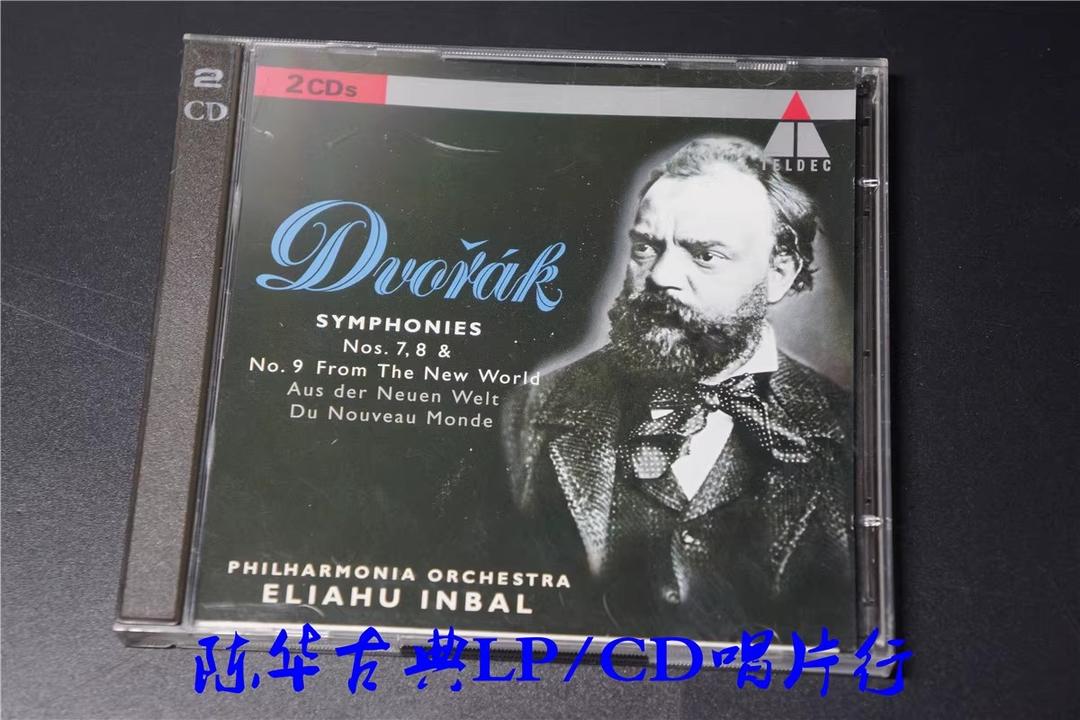 2
CD
2CDs
TELDEC
Dvořák
SYMPHONIES
Nos. 7, 8 &
No. 9 From The New World
Aus der Neuen Welt
Du Nouveau Monde
PHILHARMONIA ORCHESTRA
ELIAHU INBAL
陈华古典LP/CD唱片行